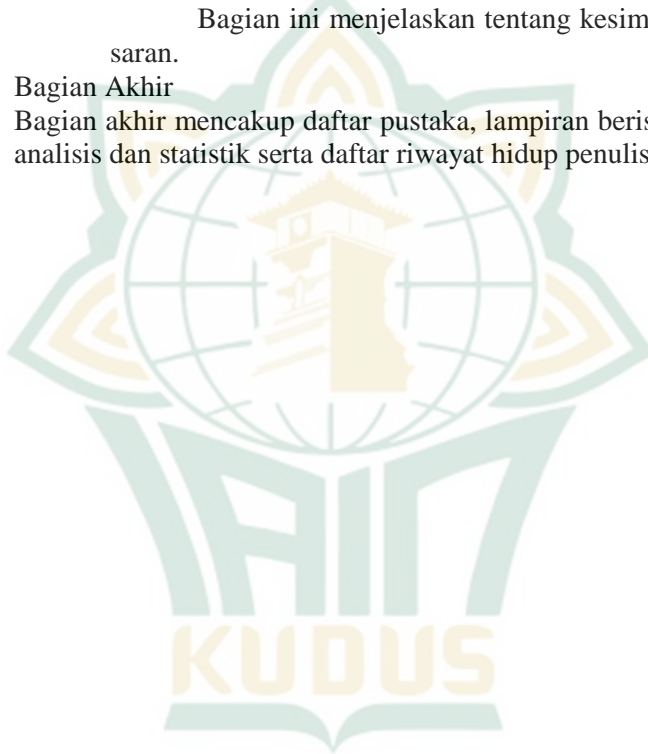 Bagian ini menjelaskan tentang kesim
saran.
Bagian Akhir
Bagian akhir mencakup daftar pustaka, lampiran beris
analisis dan statistik serta daftar riwayat hidup penulis
IAIN
KUDUS